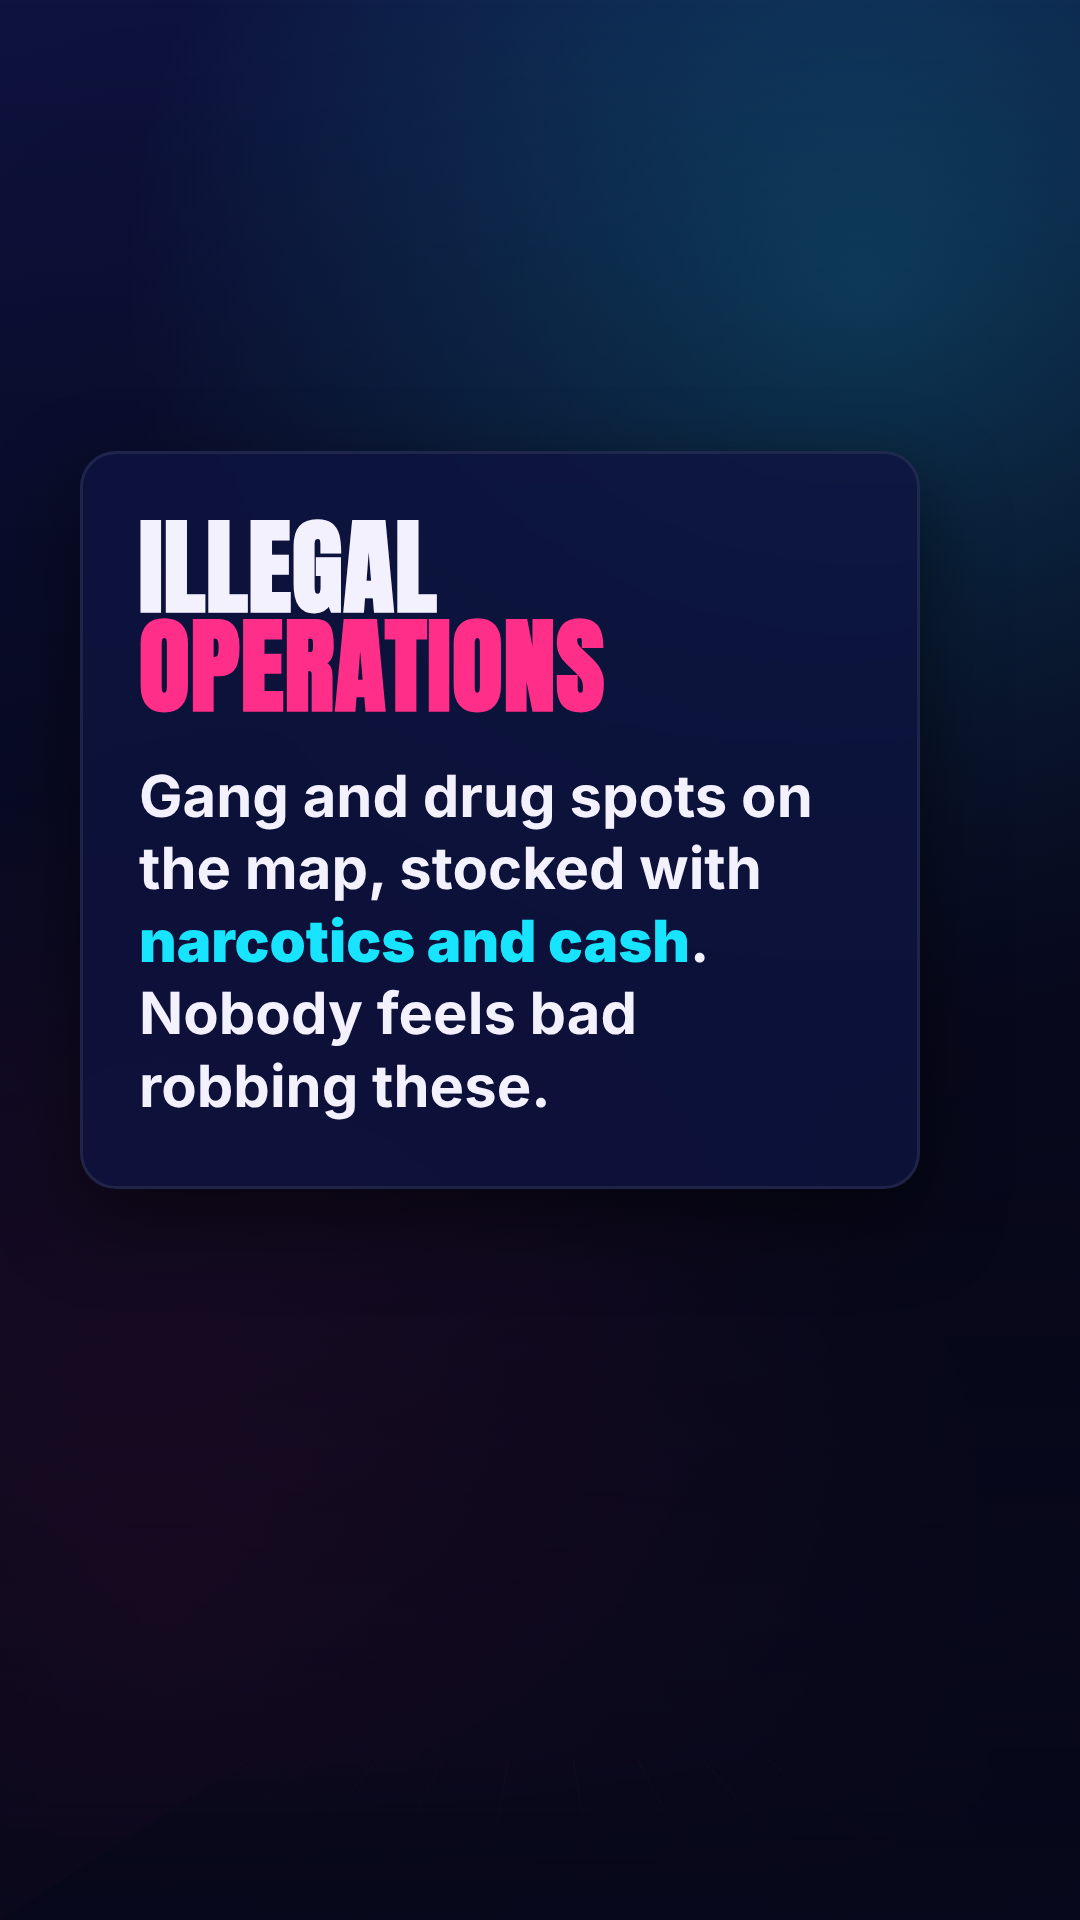 ILLEGAL
OPERATIONS
Gang and drug spots on
the map, stocked with
narcotics and cash.
Nobody feels bad
robbing these.